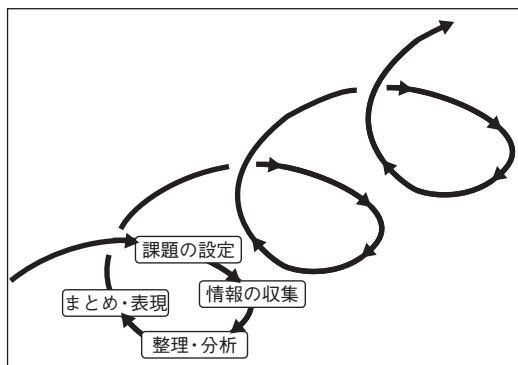 課題の設定
情報の収集
整理・分析
まとめ・表現